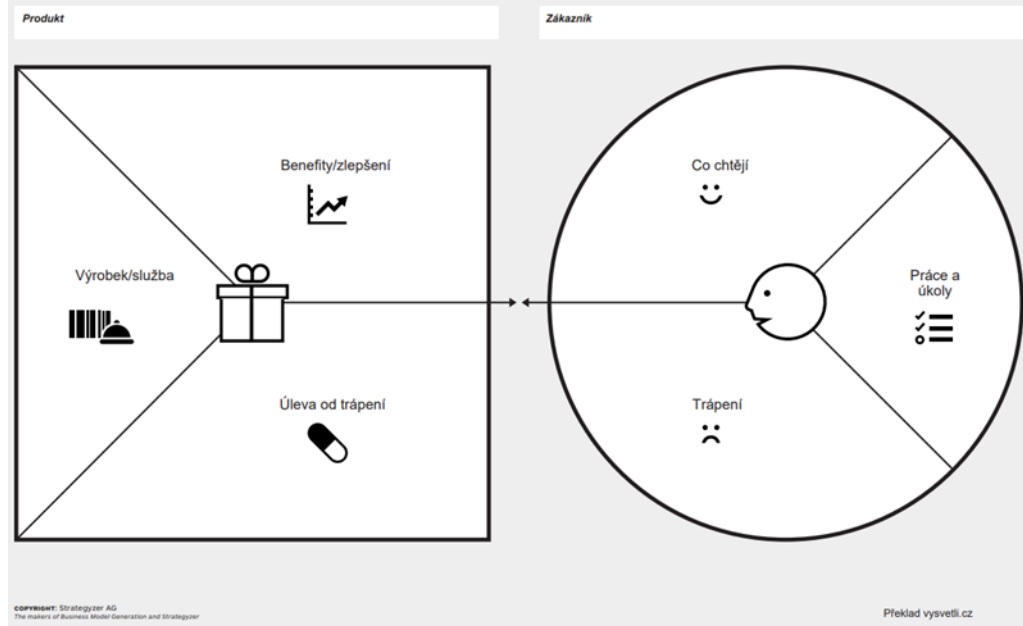 Produkt
Zákazník
Benefity/zlepšení
Výrobek/služba
Úleva od trápení
Co chtějí
Práce a
úkoly
Trápení
COPYRIGHT: Strategyzer AG
The makers of Business Model Generation and Strategyzer
Překlad vysvetli.cz